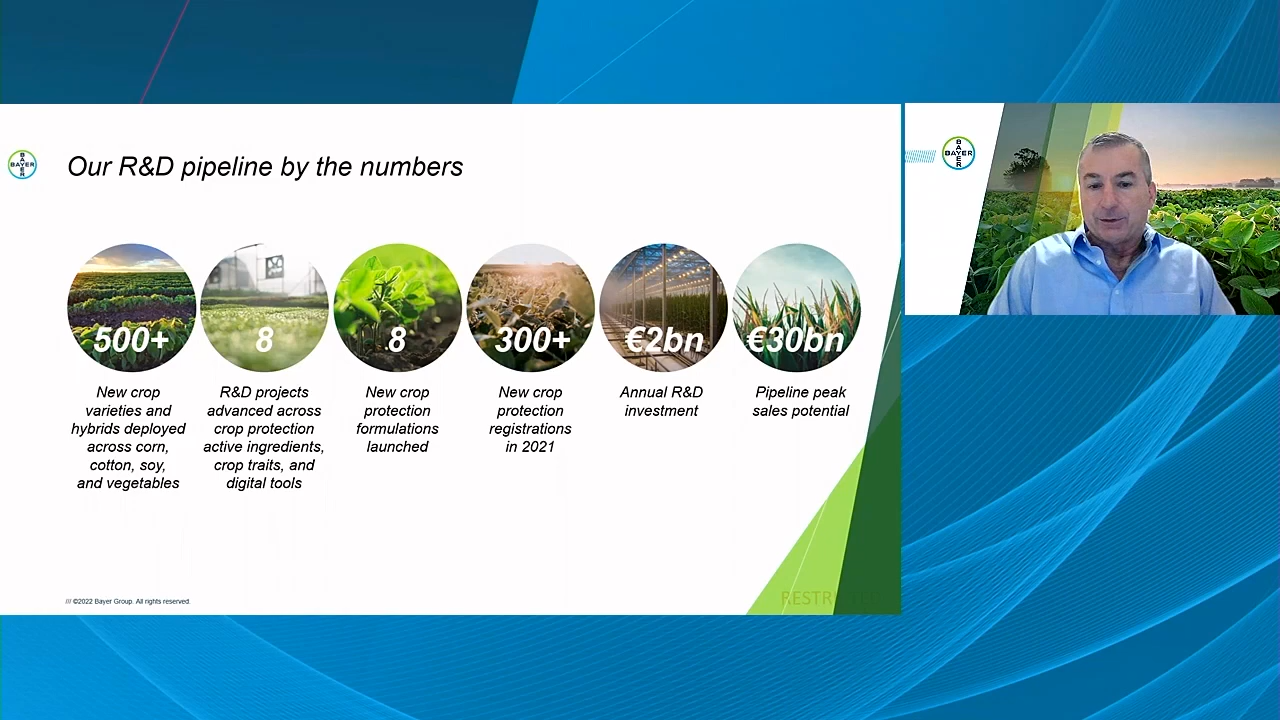 BAYER
BAYER
Our R&D pipeline by the numbers
500+
8
8
300+
€2bn
€30bn
New crop
varieties and
hybrids deployed
across corn,
cotton, soy,
and vegetables
R&D projects
advanced across
crop protection
active ingredients,
crop traits, and
digital tools
New crop
protection
formulations
launched
New crop
protection
registrations
in 2021
Annual R&D
investment
Pipeline peak
sales potential
/// ©2022 Bayer Group. All rights reserved.
BAYER
BAYER